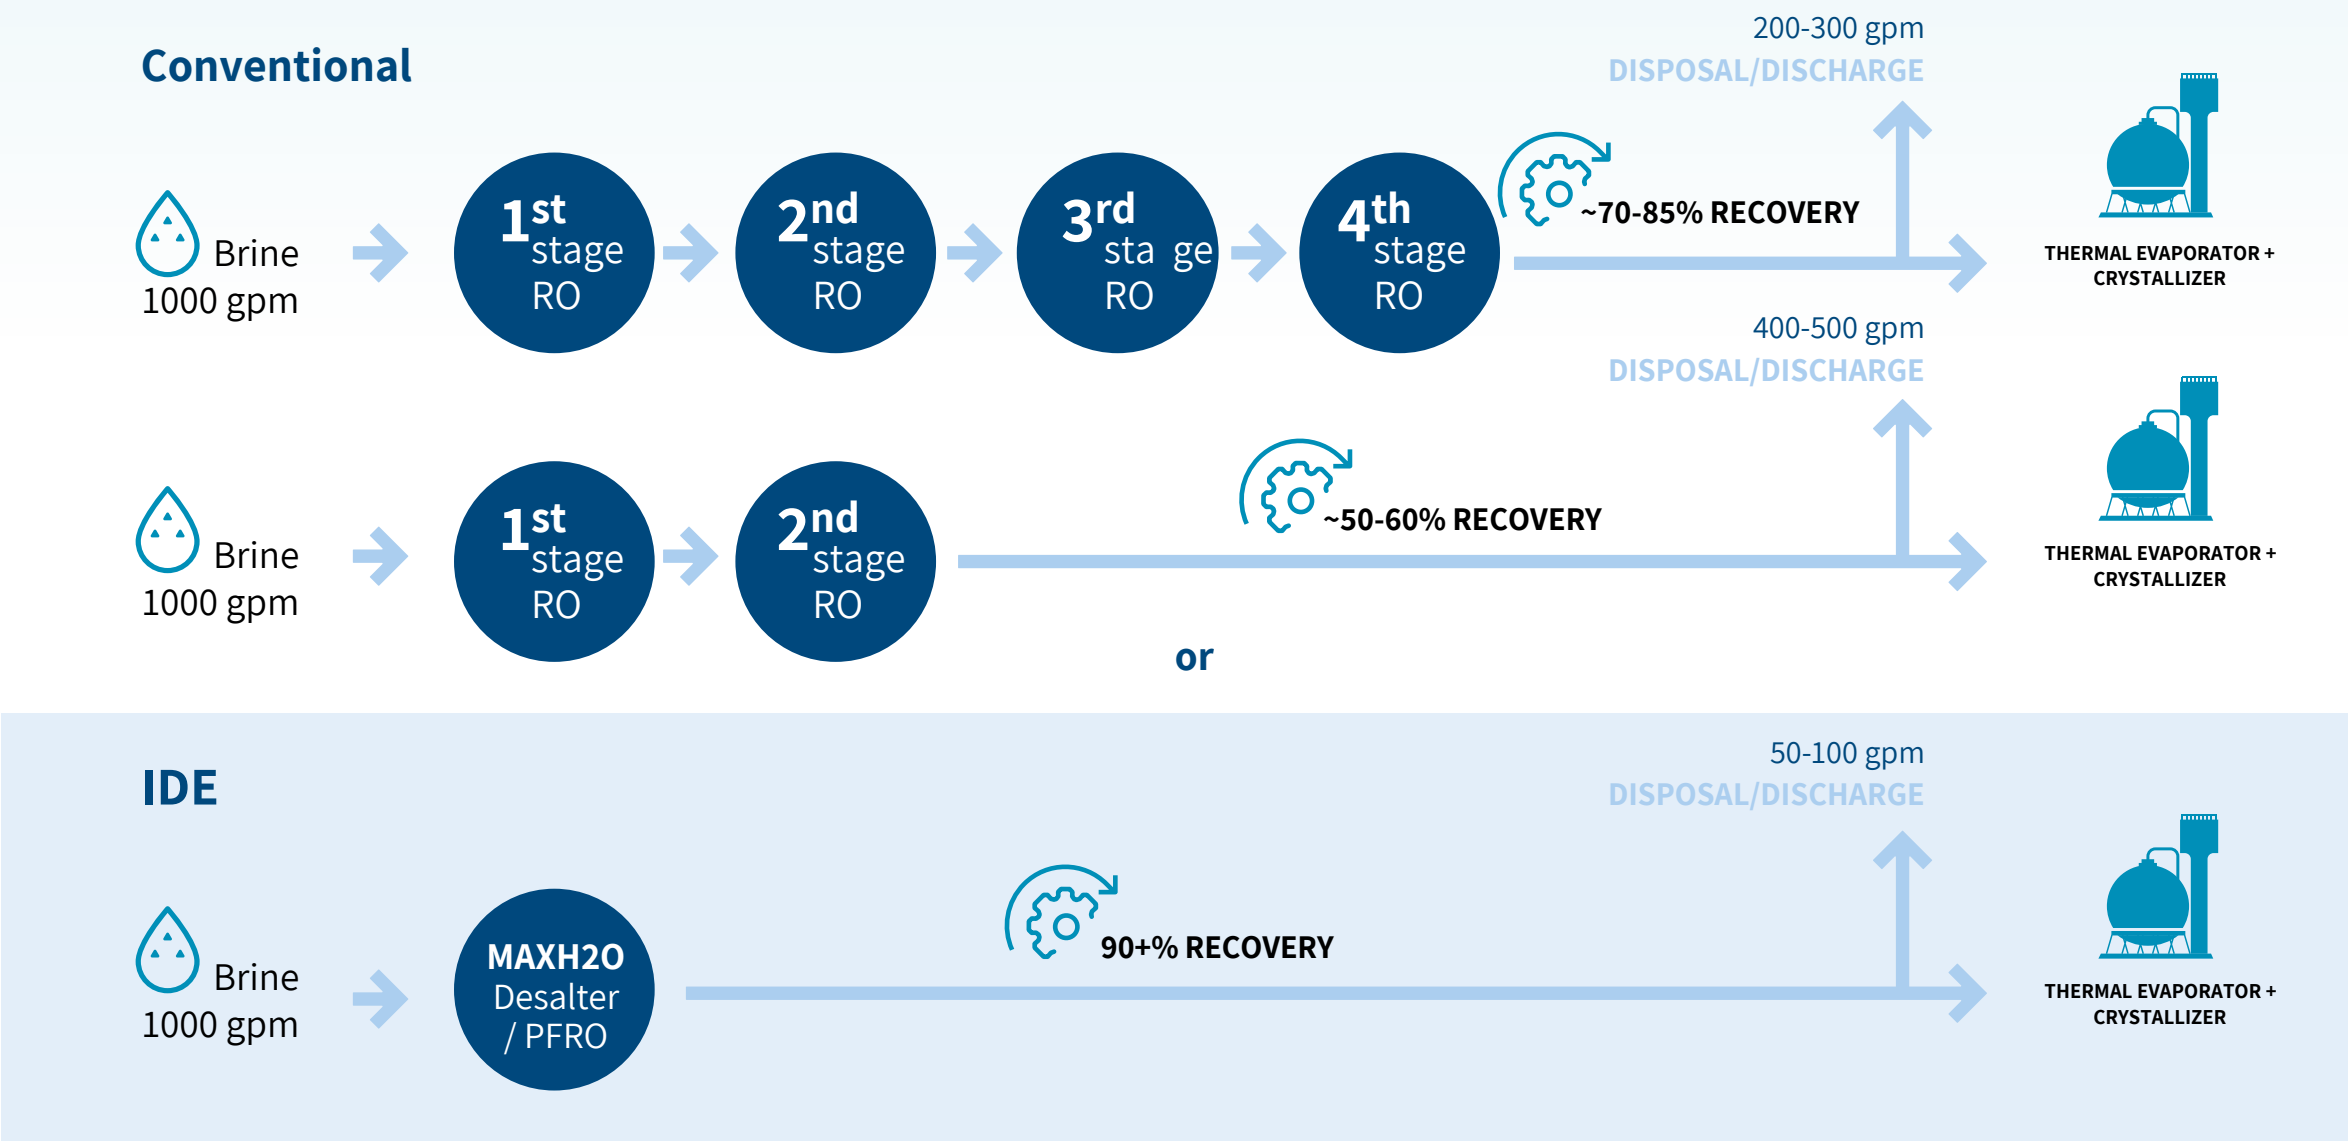 Conventional
200-300 gpm
DISPOSAL/DISCHARGE
Brine
1000 gpm
1st
stage
RO
2nd
stage
RO
3rd
sta ge
RO
4th
stage
RO
~70-85% RECOVERY
THERMAL EVAPORATOR +
CRYSTALLIZER
400-500 gpm
DISPOSAL/DISCHARGE
Brine
1000 gpm
1st
stage
RO
2nd
stage
RO
~50-60% RECOVERY
THERMAL EVAPORATOR +
CRYSTALLIZER
or
IDE
50-100 gpm
DISPOSAL/DISCHARGE
Brine
1000 gpm
MAXH2O
Desalter
/ PFRO
90+% RECOVERY
THERMAL EVAPORATOR +
CRYSTALLIZER